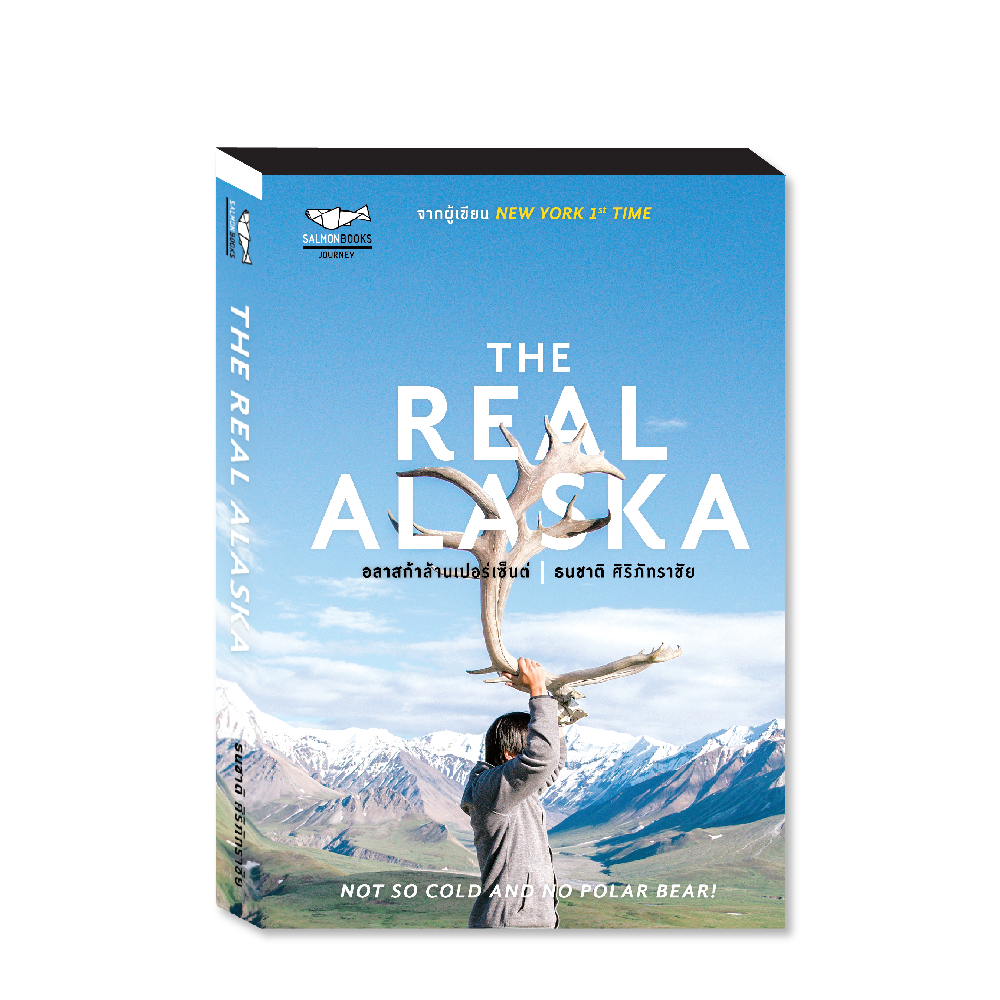 SALMONBOOKS
JOURNEY
จากผู้เขียน NEW YORK 1st TIME
THE
REAL
ALASKA
อลาสก้าล้านเปอร์เซ็นต์ | ธนชาติ ศิริภัทราชัย
NOT SO COLD AND NO POLAR BEAR!
SALMONBOOKS
THE REAL ALASKA
ธนชาติ ศิริภัทราชัย